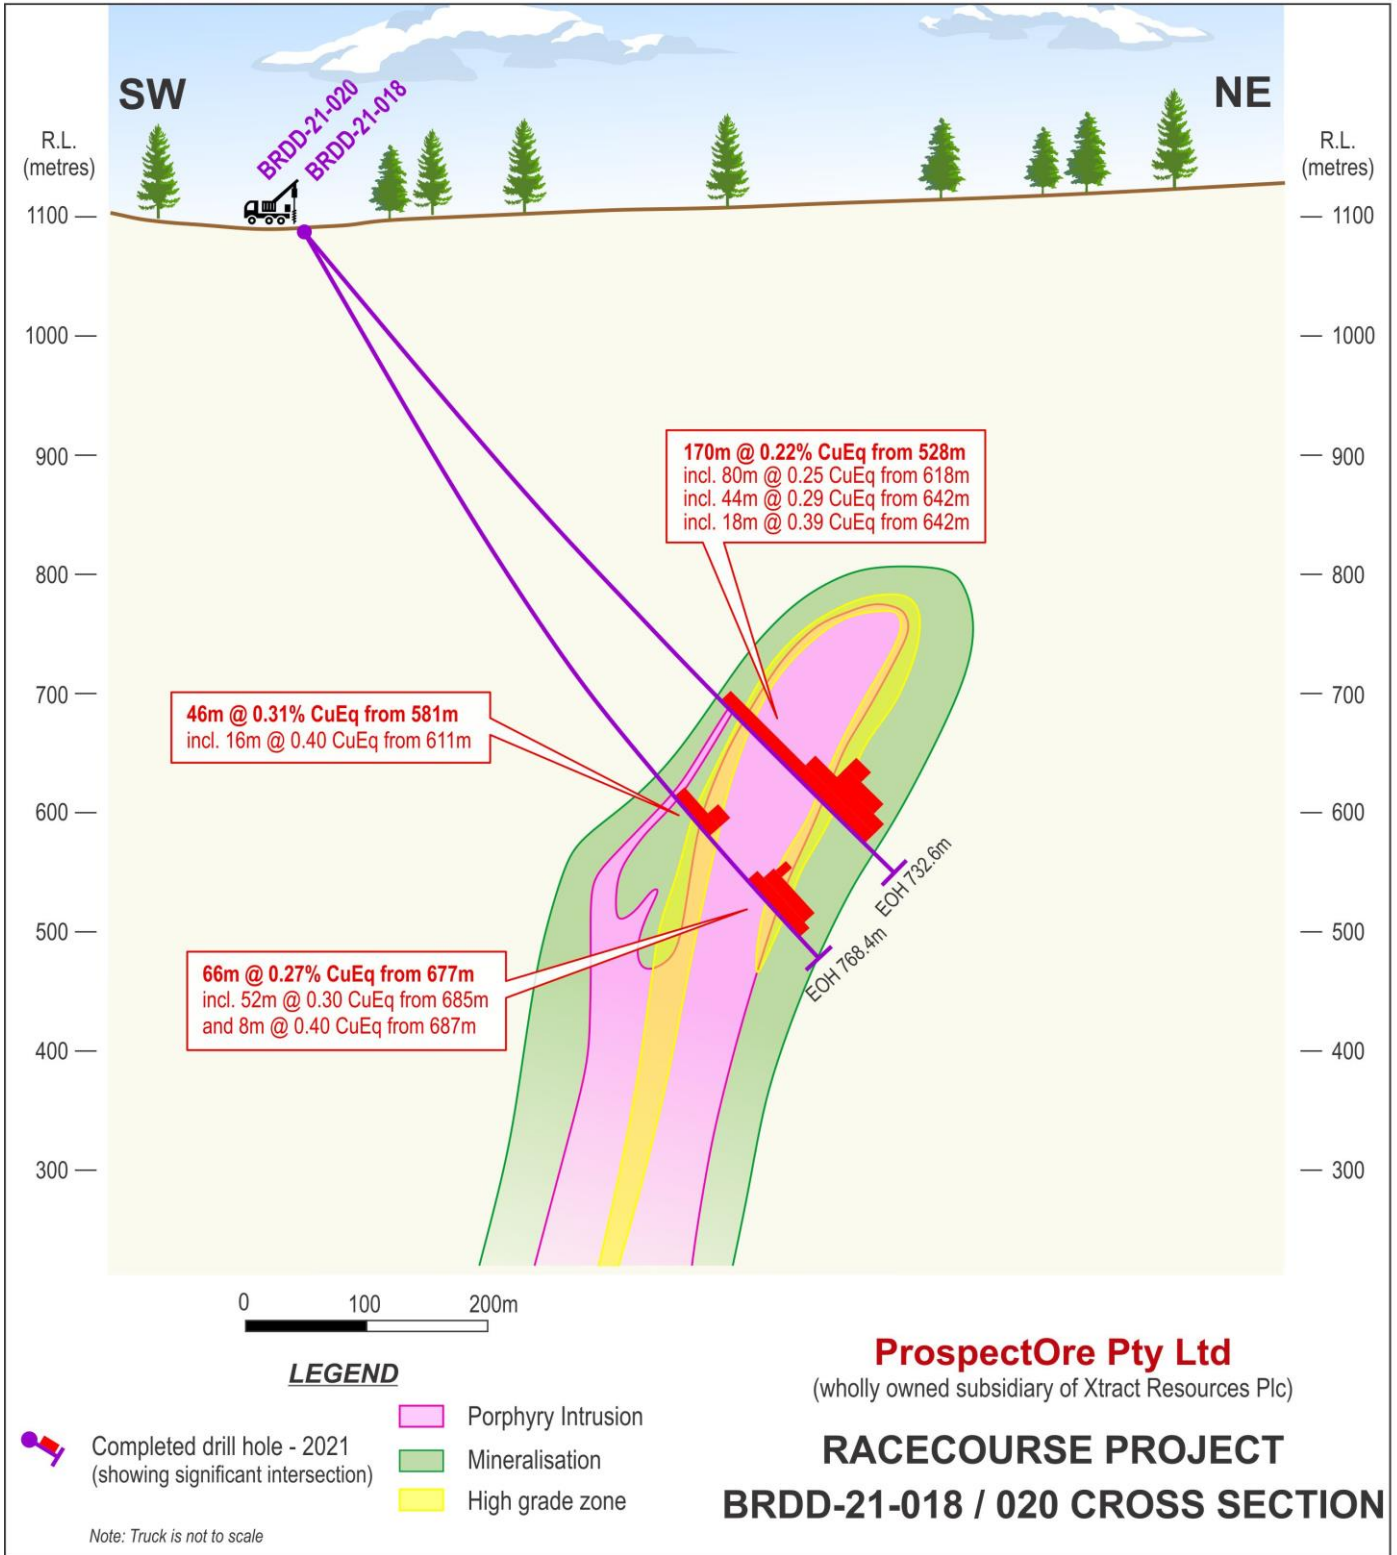 SW
NE
BRDD-21-020
BRDD-21-018
R.L.
(metres)
R.L.
(metres)
1100
1100
1000
1000
900
900
170m @ 0.22% CuEq from 528m
incl. 80m @ 0.25 CuEq from 618m
incl. 44m @ 0.29 CuEq from 642m
incl. 18m @ 0.39 CuEq from 642m
800
800
700
700
46m @ 0.31% CuEq from 581m
incl. 16m @ 0.40 CuEq from 611m
600
600
EOH 732.6m
500
500
EOH 768.4m
66m @ 0.27% CuEq from 677m
incl. 52m @ 0.30 CuEq from 685m
and 8m @ 0.40 CuEq from 687m
400
400
300
300
0 100 200m
LEGEND
Completed drill hole - 2021
(showing significant intersection)
Porphyry Intrusion
Mineralisation
High grade zone
Note: Truck is not to scale
ProspectOre Pty Ltd
(wholly owned subsidiary of Xtract Resources Plc)
RACECOURSE PROJECT
BRDD-21-018 / 020 CROSS SECTION